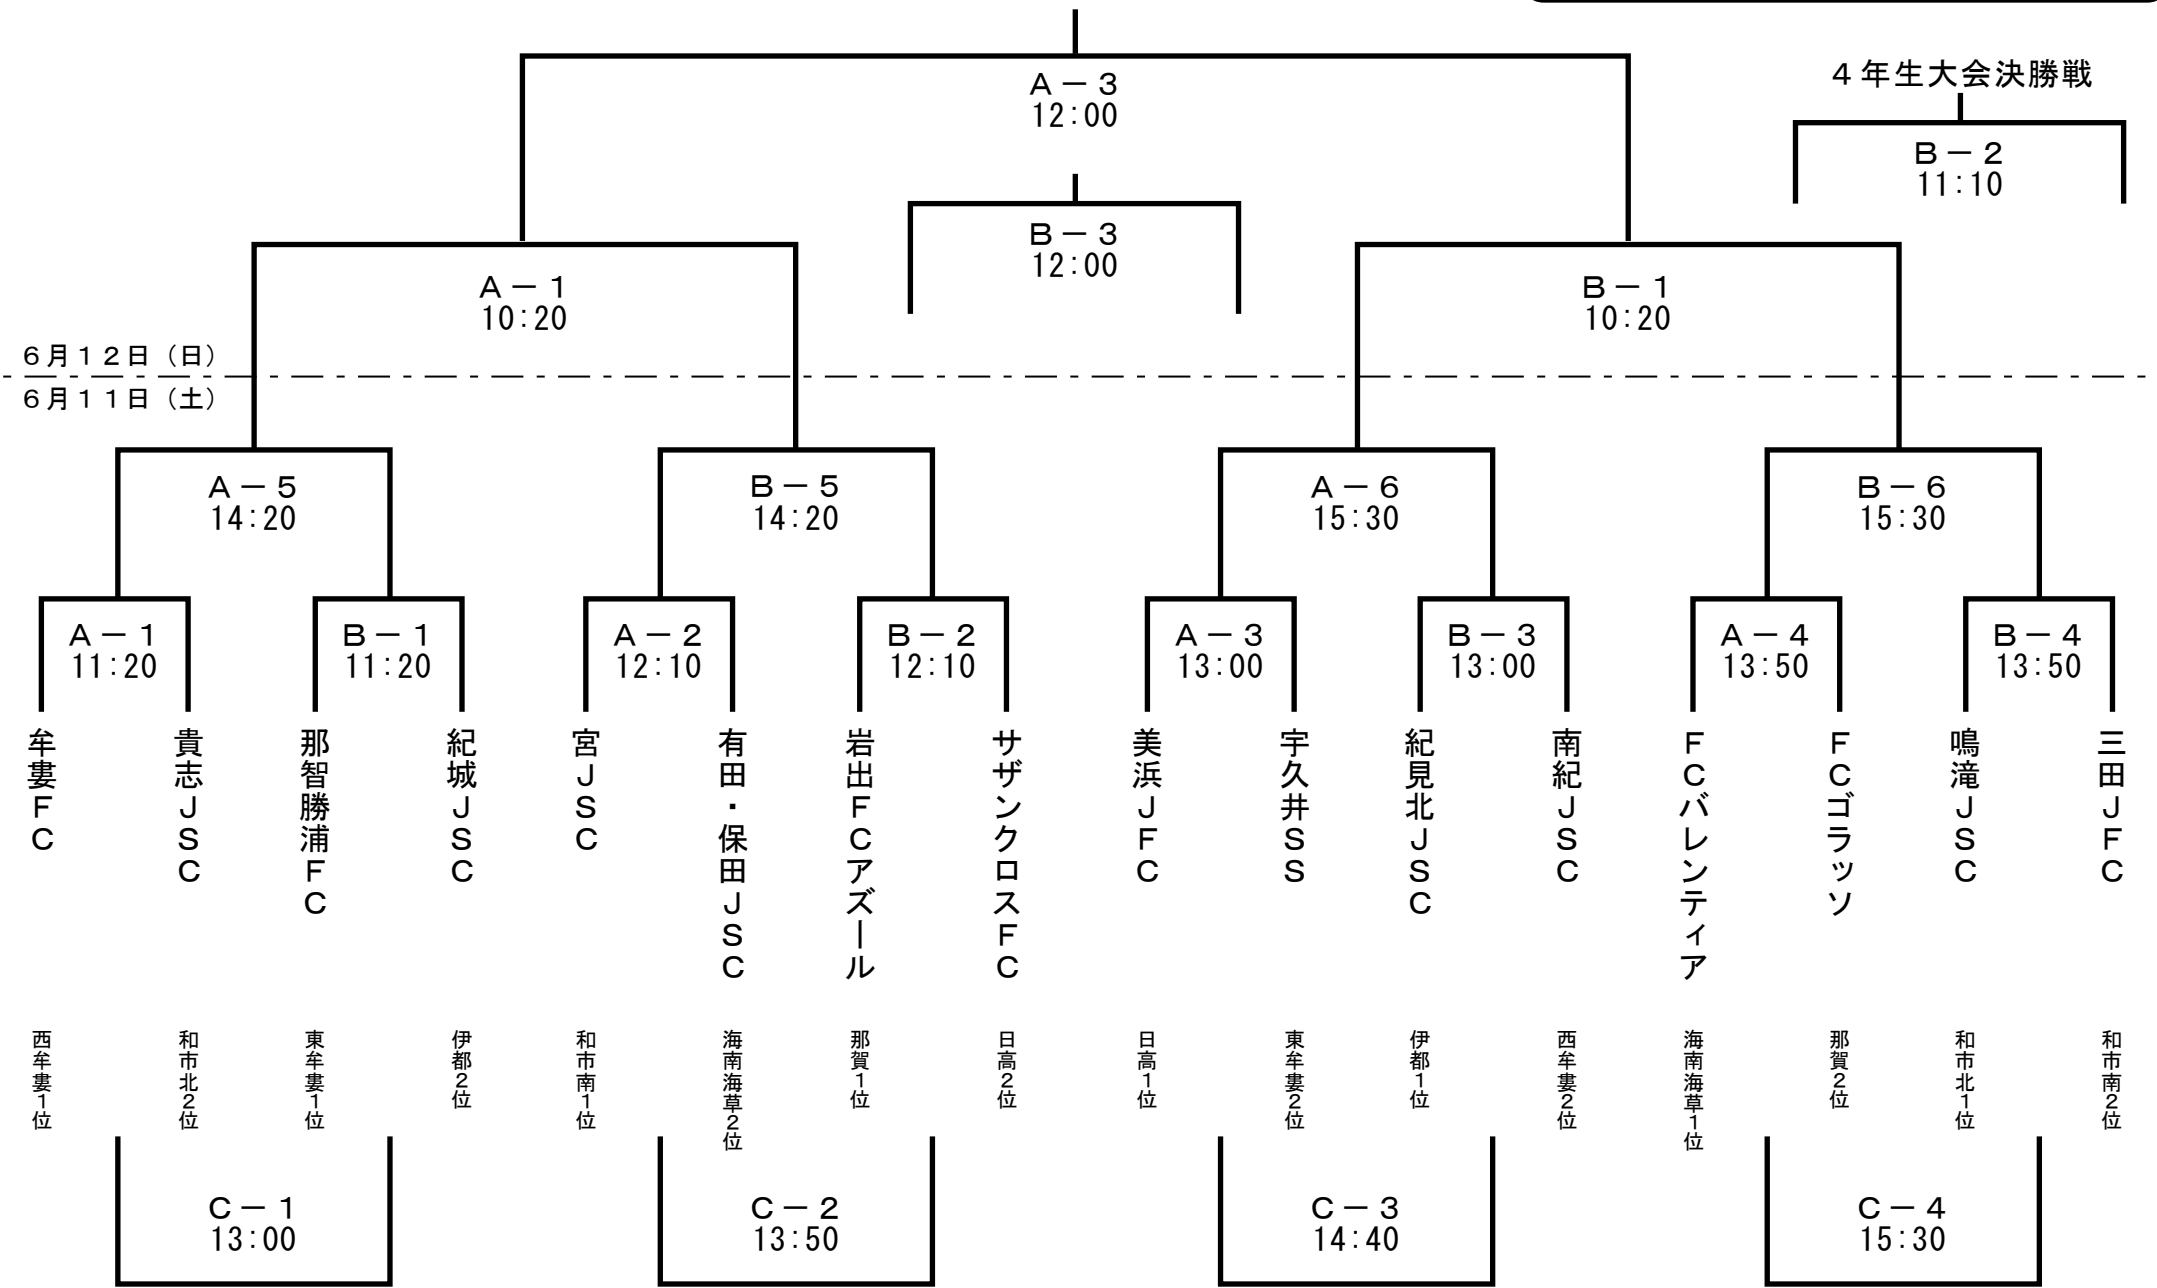 ４年生大会決勝戦
Ａ－３
12:00
Ｂ－２
11:10
Ｂ－３
12:00
Ａ－１
10:20
Ｂ－１
10:20
６月１２日（日）
６月１１日（土）
Ａ－５
14:20
Ｂ－５
14:20
Ａ－６
15:30
Ｂ－６
15:30
Ａ－１
11:20
Ｂ－１
11:20
Ａ－２
12:10
Ｂ－２
12:10
Ａ－３
13:00
Ｂ－３
13:00
Ａ－４
13:50
Ｂ－４
13:50
牟婁ＦＣ
貴志ＪＳＣ
那智勝浦ＦＣ
紀城ＪＳＣ
宮ＪＳＣ
有田・保田ＪＳＣ
岩出ＦＣアズール
サザンクロスＦＣ
美浜ＪＦＣ
宇久井ＳＳ
紀見北ＪＳＣ
南紀ＪＳＣ
ＦＣバレンティア
ＦＣゴラッソ
鳴滝ＪＳＣ
三田ＪＦＣ
西牟婁1位
和市北2位
東牟婁1位
伊都2位
和市南1位
海南海草2位
那賀1位
日高2位
日高1位
東牟婁2位
伊都1位
西牟婁2位
海南海草1位
那賀2位
和市北1位
和市南2位
Ｃ－１
13:00
Ｃ－２
13:50
Ｃ－３
14:40
Ｃ－４
15:30